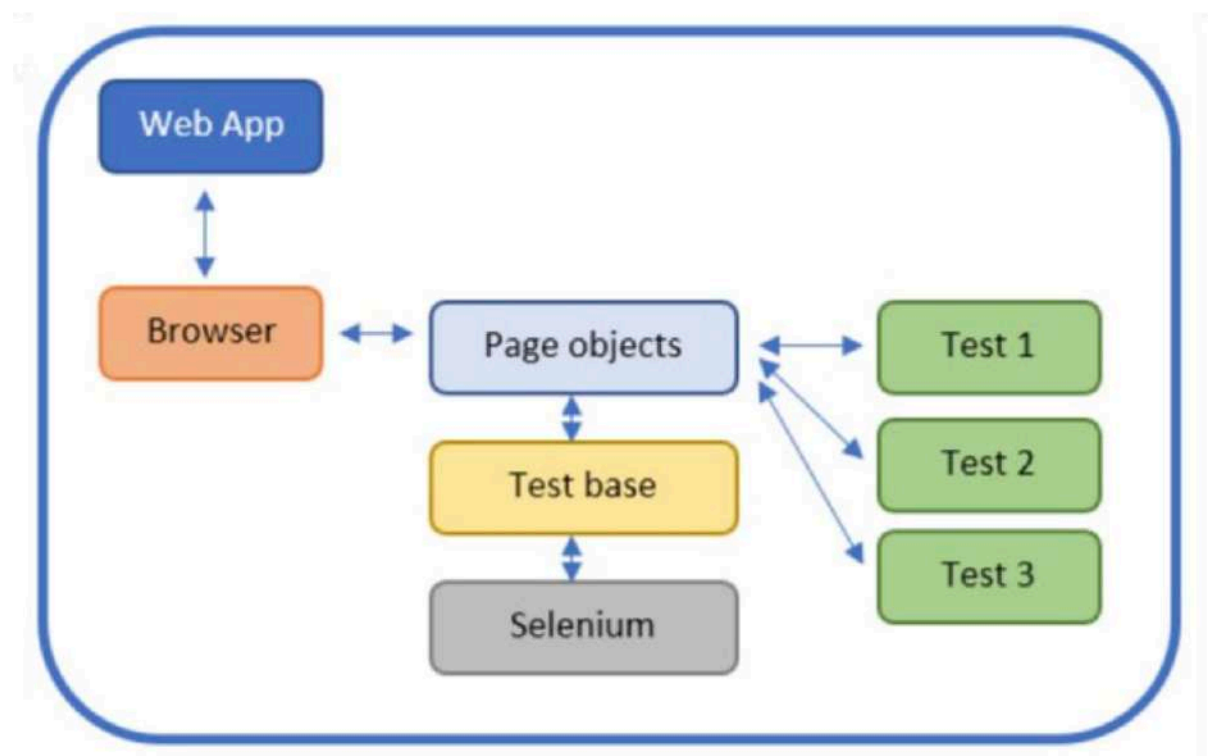 Web App
Browser
Page objects
Test 1
Test base
Test 2
Selenium
Test 3